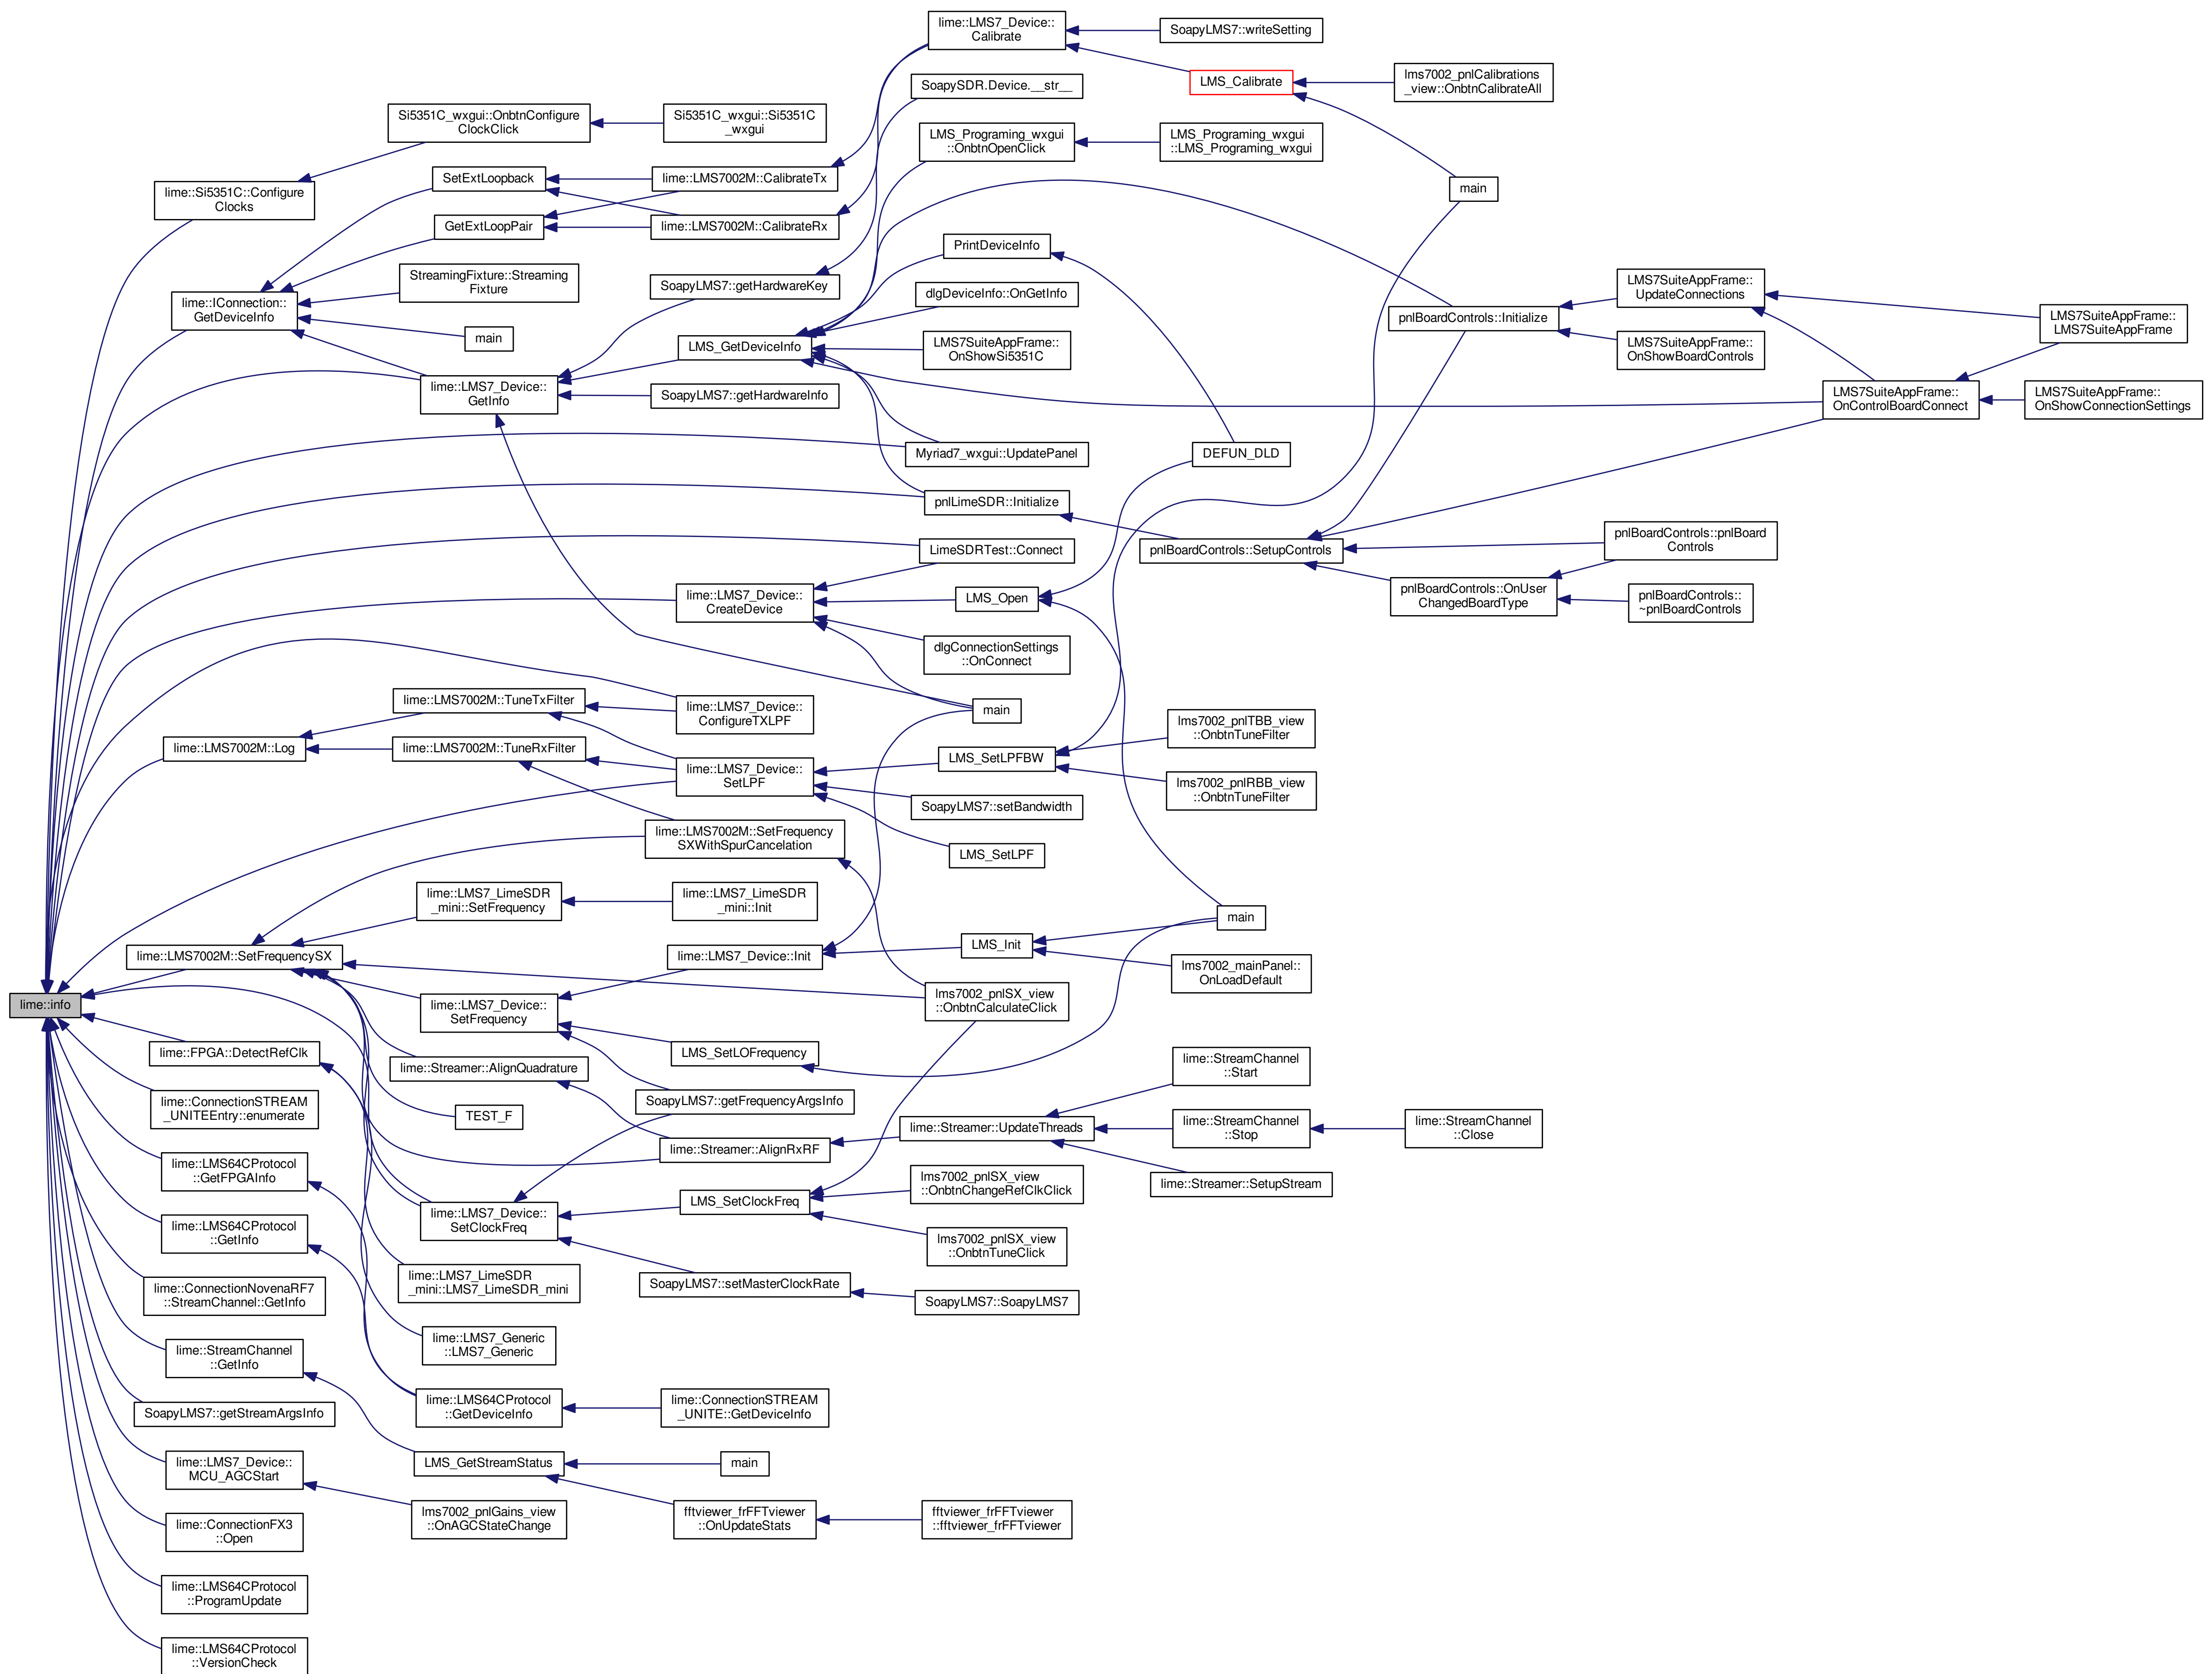 lime::LMS7_Device::
Calibrate
SoapyLMS7::writeSetting
LMS_Calibrate
lms7002_pnlCalibrations
_view::OnbtnCalibrateAll
SoapySDR.Device.__str__
Si5351C_wxgui::OnbtnConfigure
ClockClick
Si5351C_wxgui::Si5351C
_wxgui
LMS_Programing_wxgui
::OnbtnOpenClick
LMS_Programing_wxgui
::LMS_Programing_wxgui
SetExtLoopback
lime::LMS7002M::CalibrateTx
main
lime::Si5351C::Configure
Clocks
GetExtLoopPair
lime::LMS7002M::CalibrateRx
PrintDeviceInfo
StreamingFixture::Streaming
Fixture
SoapyLMS7::getHardwareKey
dlgDeviceInfo::OnGetInfo
LMS7SuiteAppFrame::
UpdateConnections
lime::IConnection::
GetDeviceInfo
pnlBoardControls::Initialize
LMS7SuiteAppFrame::
LMS7SuiteAppFrame
main
LMS_GetDeviceInfo
LMS7SuiteAppFrame::
OnShowSi5351C
LMS7SuiteAppFrame::
OnShowBoardControls
lime::LMS7_Device::
GetInfo
SoapyLMS7::getHardwareInfo
LMS7SuiteAppFrame::
OnControlBoardConnect
LMS7SuiteAppFrame::
OnShowConnectionSettings
Myriad7_wxgui::UpdatePanel
DEFUN_DLD
pnlLimeSDR::Initialize
LimeSDRTest::Connect
pnlBoardControls::SetupControls
pnlBoardControls::pnlBoard
Controls
lime::LMS7_Device::
CreateDevice
LMS_Open
pnlBoardControls::OnUser
ChangedBoardType
pnlBoardControls::
~pnlBoardControls
dlgConnectionSettings
::OnConnect
lime::LMS7002M::TuneTxFilter
lime::LMS7_Device::
ConfigureTXLPF
main
lime::LMS7002M::Log
lime::LMS7002M::TuneRxFilter
lms7002_pnlTBB_view
::OnbtnTuneFilter
LMS_SetLPFBW
lime::LMS7_Device::
SetLPF
lms7002_pnlRBB_view
::OnbtnTuneFilter
SoapyLMS7::setBandwidth
lime::LMS7002M::SetFrequency
SXWithSpurCancelation
LMS_SetLPF
lime::LMS7_LimeSDR
_mini::SetFrequency
lime::LMS7_LimeSDR
_mini::Init
main
lime::LMS7002M::SetFrequencySX
lime::LMS7_Device::Init
LMS_Init
lms7002_mainPanel::
OnLoadDefault
lime::info
lime::LMS7_Device::
SetFrequency
lms7002_pnlSX_view
::OnbtnCalculateClick
lime::FPGA::DetectRefClk
LMS_SetLOFrequency
lime::Streamer::AlignQuadrature
lime::StreamChannel
::Start
lime::ConnectionSTREAM
_UNITEEntry::enumerate
TEST_F
SoapyLMS7::getFrequencyArgsInfo
lime::Streamer::UpdateThreads
lime::StreamChannel
::Stop
lime::StreamChannel
::Close
lime::Streamer::AlignRxRF
lime::LMS64CProtocol
::GetFPGAInfo
lime::Streamer::SetupStream
lms7002_pnlSX_view
::OnbtnChangeRefClkClick
LMS_SetClockFreq
lime::LMS7_Device::
SetClockFreq
lime::LMS64CProtocol
::GetInfo
lms7002_pnlSX_view
::OnbtnTuneClick
lime::LMS7_LimeSDR
_mini::LMS7_LimeSDR_mini
SoapyLMS7::setMasterClockRate
SoapyLMS7::SoapyLMS7
lime::ConnectionNovenaRF7
::StreamChannel::GetInfo
lime::LMS7_Generic
::LMS7_Generic
lime::StreamChannel
::GetInfo
lime::LMS64CProtocol
::GetDeviceInfo
lime::ConnectionSTREAM
_UNITE::GetDeviceInfo
SoapyLMS7::getStreamArgsInfo
lime::LMS7_Device::
MCU_AGCStart
LMS_GetStreamStatus
main
lms7002_pnlGains_view
::OnAGCStateChange
fftviewer_frFFTviewer
::OnUpdateStats
fftviewer_frFFTviewer
::fftviewer_frFFTviewer
lime::ConnectionFX3
::Open
lime::LMS64CProtocol
::ProgramUpdate
lime::LMS64CProtocol
::VersionCheck